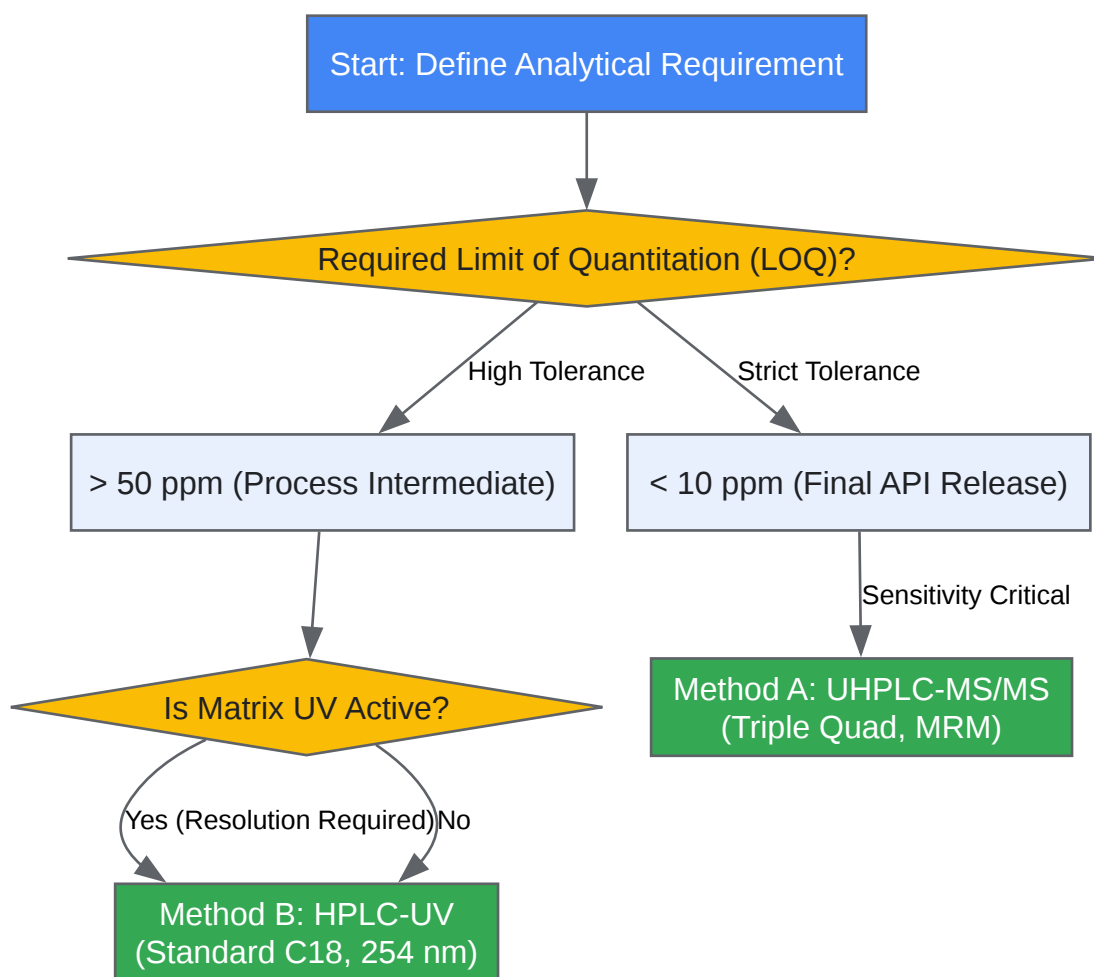 Start: Define Analytical Requirement
Required Limit of Quantitation (LOQ)?
High Tolerance
Strict Tolerance
> 50 ppm (Process Intermediate)
< 10 ppm (Final API Release)
Sensitivity Critical
Is Matrix UV Active?
Method A: UHPLC-MS/MS
(Triple Quad, MRM)
Yes (Resolution Required)
No
Method B: HPLC-UV
(Standard C18, 254 nm)